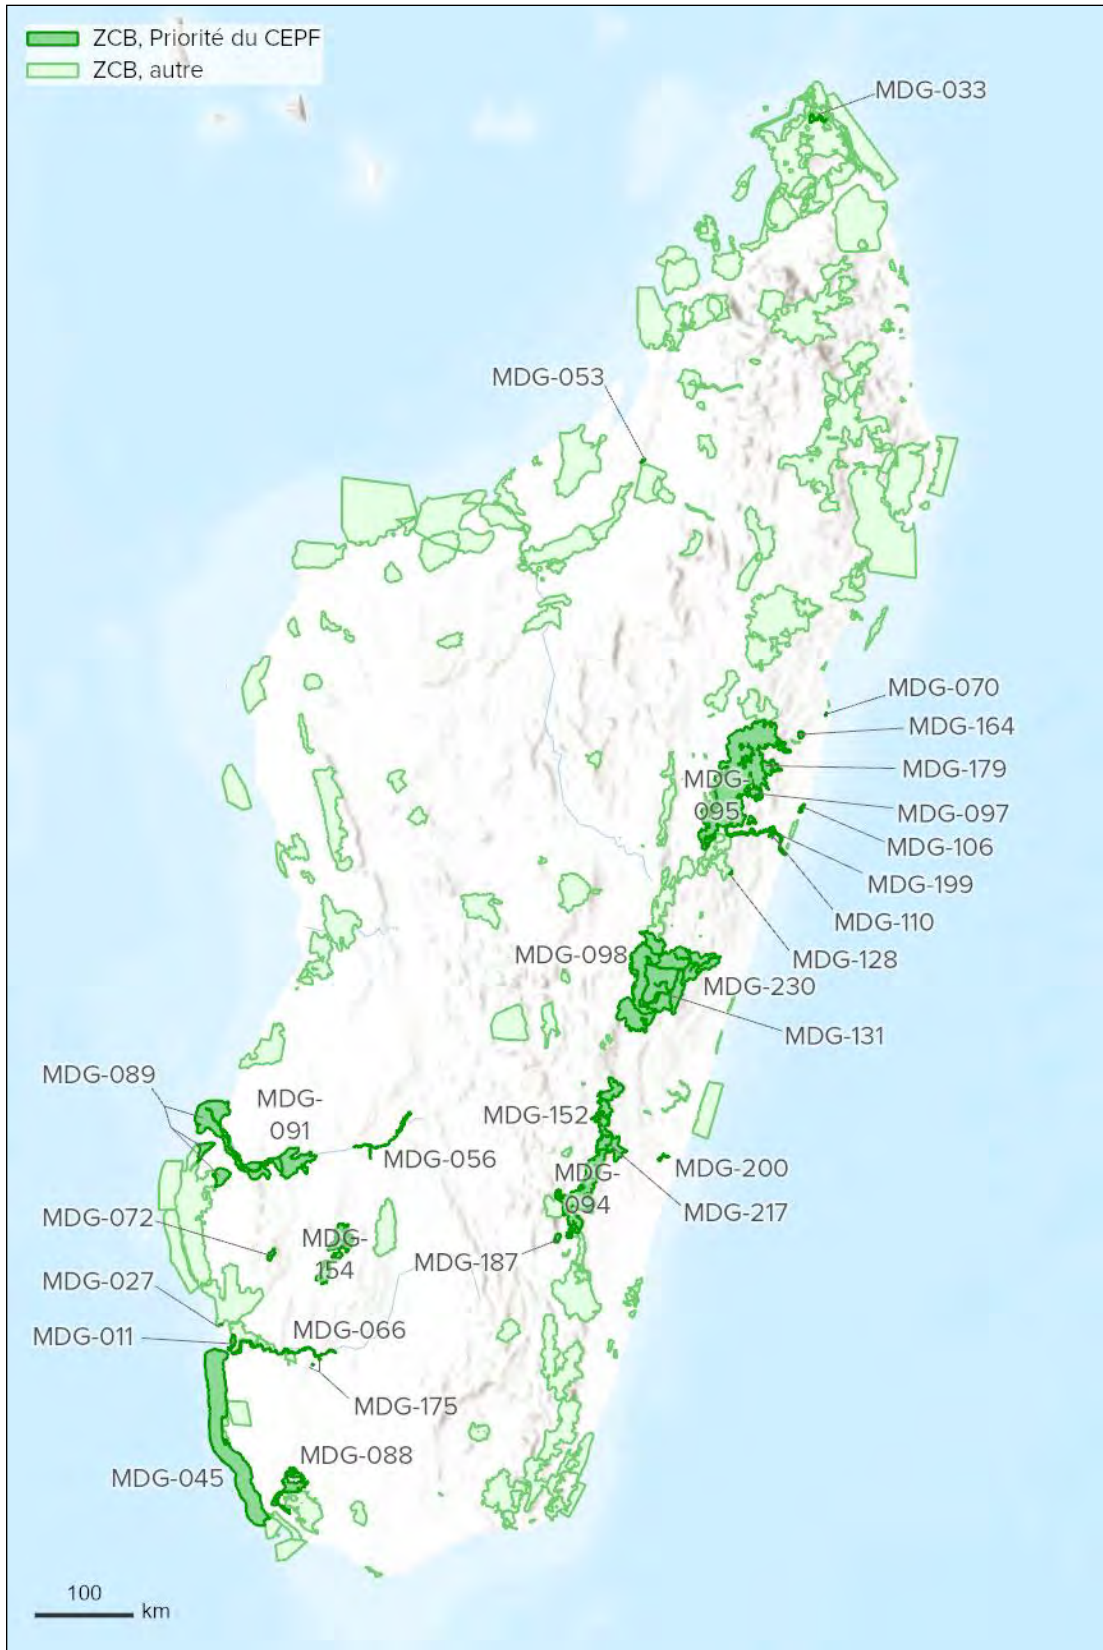 ZCB, Priorité du CEPF
ZCB, autre
MDG-033
MDG-053
MDG-070
MDG-164
MDG-179
MDG-
095
MDG-097
MDG-106
MDG-199
MDG-110
MDG-128
MDG-098
MDG-230
MDG-131
MDG-089
MDG-
091
MDG-152
MDG-056
MDG-200
MDG-
094
MDG-217
MDG-072
MDG-
154
MDG-187
MDG-027
MDG-066
MDG-011
MDG-175
MDG-088
MDG-045
100
km